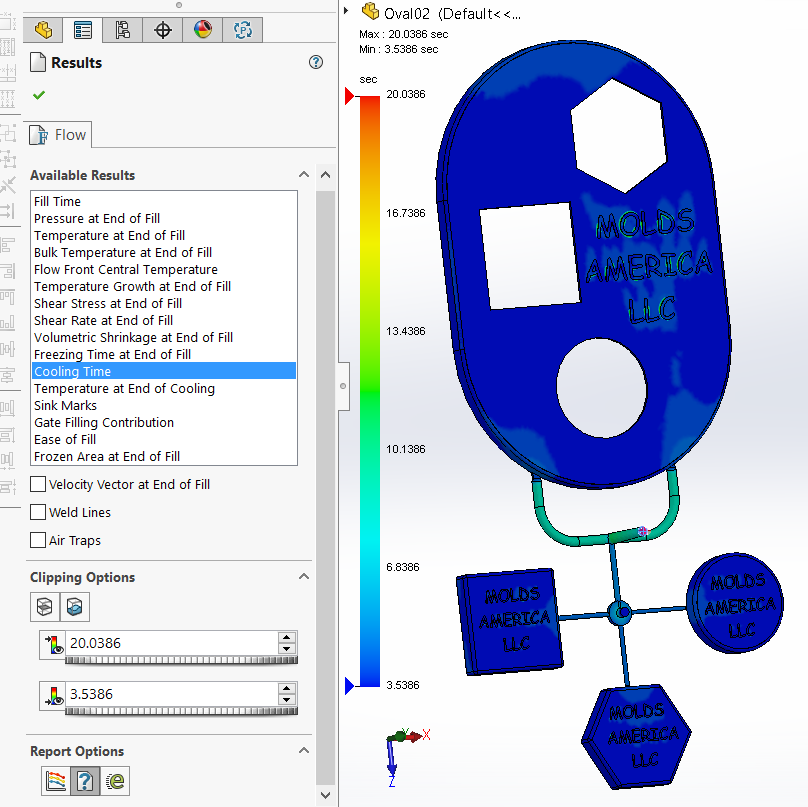 Results
Flow
Available Results
Fill Time
Pressure at End of Fill
Temperature at End of Fill
Bulk Temperature at End of Fill
Flow Front Central Temperature
Temperature Growth at End of Fill
Shear Stress at End of Fill
Shear Rate at End of Fill
Volumetric Shrinkage at End of Fill
Freezing Time at End of Fill
Cooling Time
Temperature at End of Cooling
Sink Marks
Gate Filling Contribution
Ease of Fill
Frozen Area at End of Fill
Velocity Vector at End of Fill
Weld Lines
Air Traps
Clipping Options
20.0386
3.5386
Report Options
Oval02 (Default<<...
Max : 20.0386 sec
Min : 3.5386 sec
sec
20.0386
16.7386
13.4386
10.1386
6.8386
3.5386
MOLDS
AMERICA
LLC
MOLDS
AMERICA
LLC
MOLDS
AMERICA
LLC
MOLDS
AMERICA
LLC
Y
X
Z